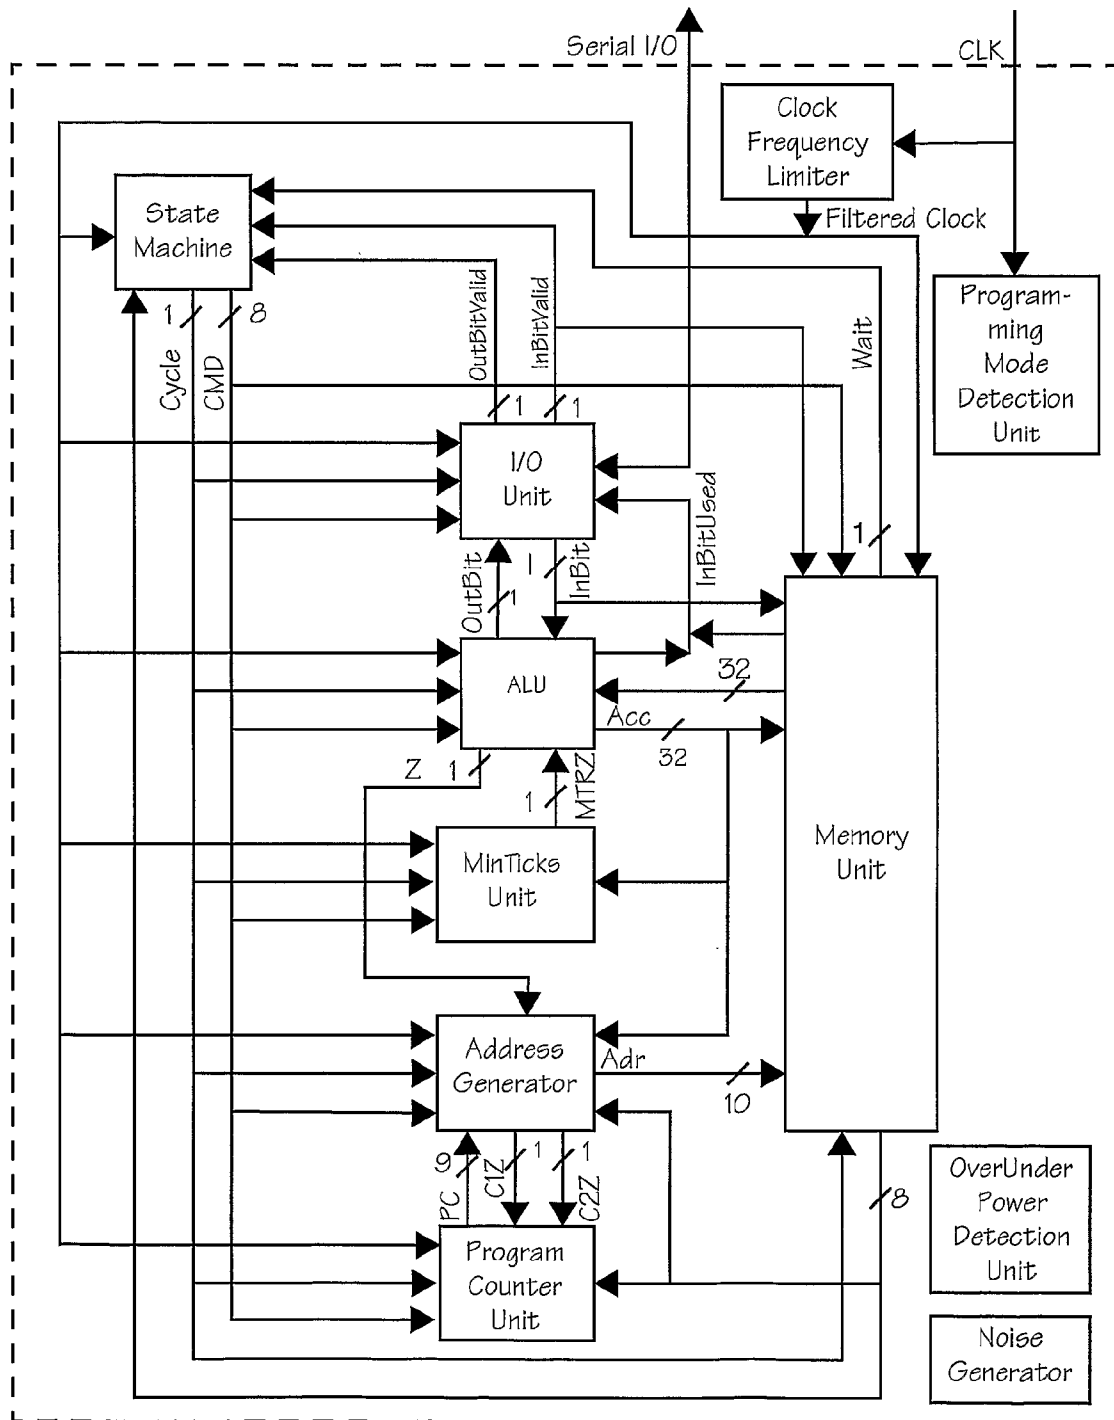 Serial I/O
CLK
Clock
Frequency
Limiter
State
Machine
Filtered Clock
Program-
ming
Mode
Detection
Unit
1
8
Cycle
CMD
OutBitValid
InBitValid
Wait
1
1
1
I/O
Unit
InBitUsed
OutBit
1
1
InBit
ALU
32
Acc
32
Z
1
1
MTRZ
MinTicks
Unit
Memory
Unit
Address
Generator
Adr
10
9
PC
C1Z
1
1
C2Z
8
Program
Counter
Unit
OverUnder
Power
Detection
Unit
Noise
Generator